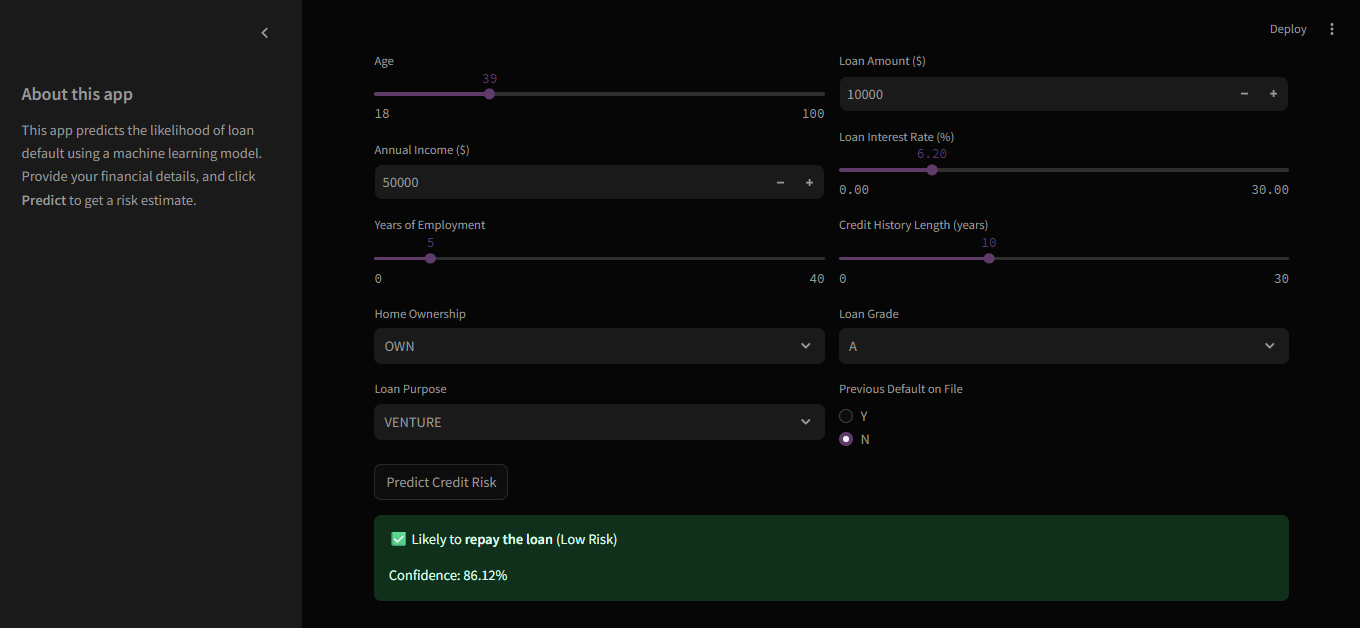 Deploy
About this app
This app predicts the likelihood of loan
default using a machine learning model.
Provide your financial details, and click
Predict to get a risk estimate.
Age
39
18
100
Annual Income ($)
50000
Years of Employment
5
0
40
Home Ownership
OWN
Loan Purpose
VENTURE
Loan Amount ($)
10000
Loan Interest Rate (%)
6.20
0.00
30.00
Credit History Length (years)
10
0
30
Loan Grade
A
Previous Default on File
Y
N
Predict Credit Risk
✅ Likely to repay the loan (Low Risk)
Confidence: 86.12%